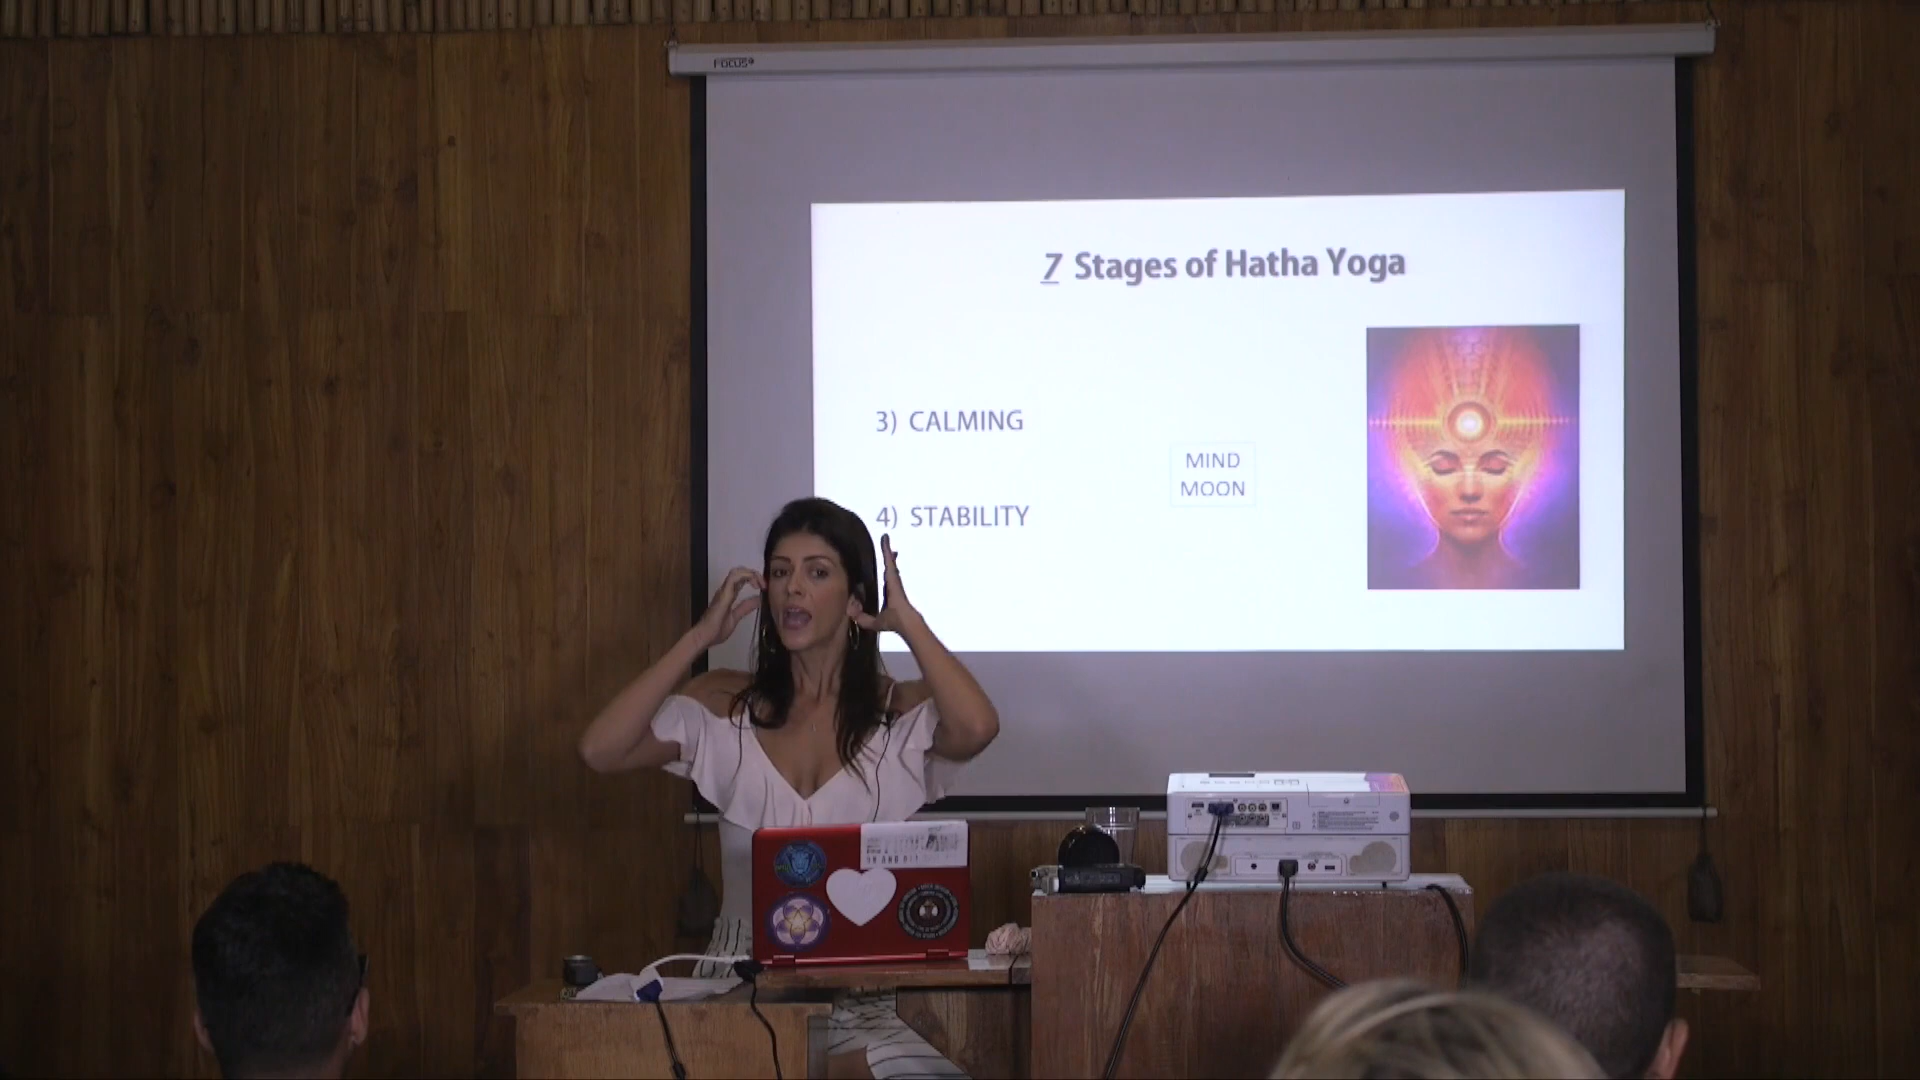 FOCUS
7 Stages of Hatha Yoga
3) CALMING
MIND
MOON
4) STABILITY